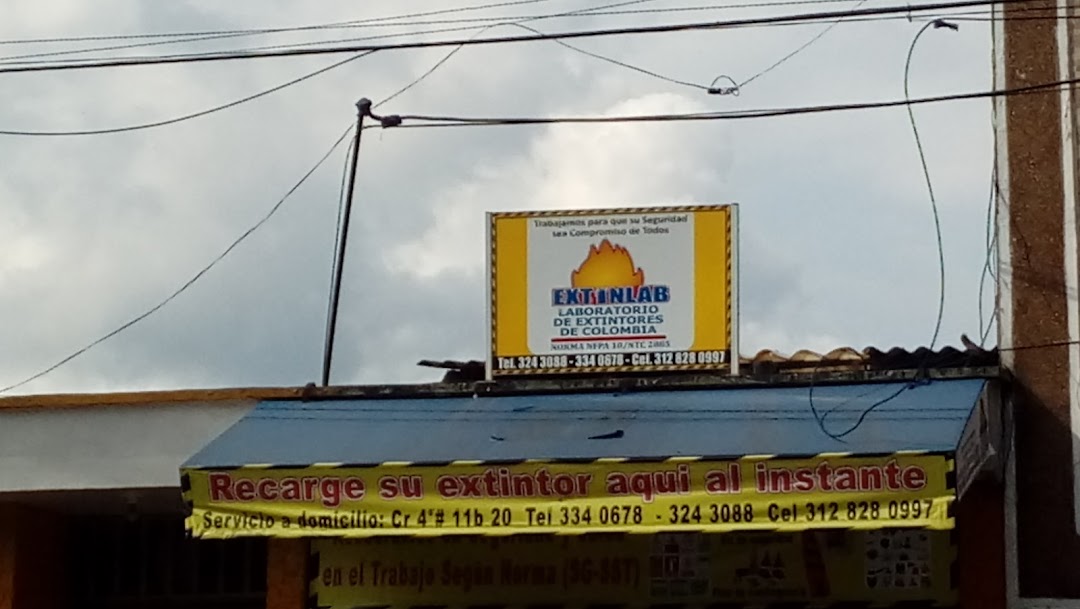 Trabajamos para que su Seguridad
sea Compromiso de Todos
EXTINLAB
LABORATORIO
DE EXTINTORES
DE COLOMBIA
NORMA NFPA 10/NTC 2885
Tel. 324 3088 - 334 0678 - Cel. 312 828 0997
Recarge su extintor aqui al instante
Servicio a domicilio: Cr 4ª# 11b 20 Tel 334 0678 - 324 3088 Cel 312 828 0997
en el Trabajo Según Norma (SG-SST)